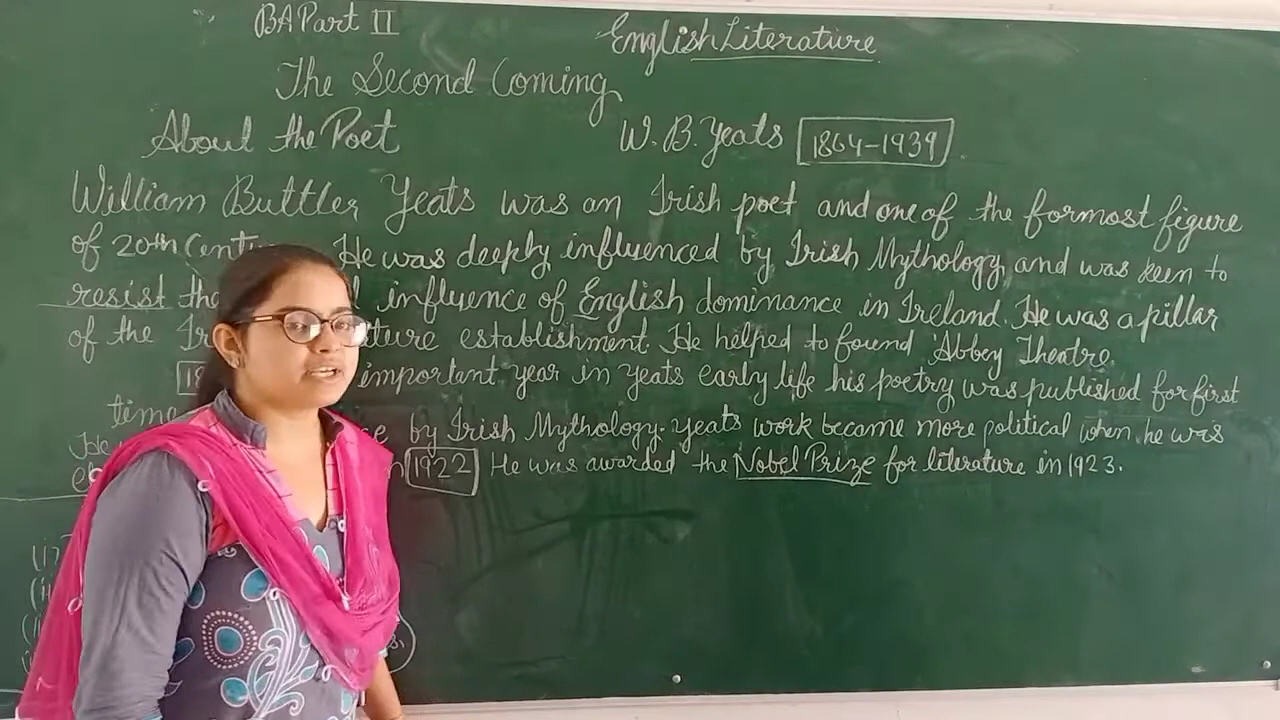 BA Part II
English Literature
The Second Coming
About the Poet W. B. Yeats 1864-1939
William Buttler Yeats was an Irish poet and one of the formost figure
of 20th He was deeply influenced by Irish Mythology and was keen to
resist the influence of English dominance in Ireland. He was a pillar
of the establishment. He helped to found 'Abbey Theatre.
important year in Yeats early life his poetry was published for first
time by Irish Mythology. Yeats work became more political when he was
1922 He was awarded the Nobel Prize for literature in 1923.